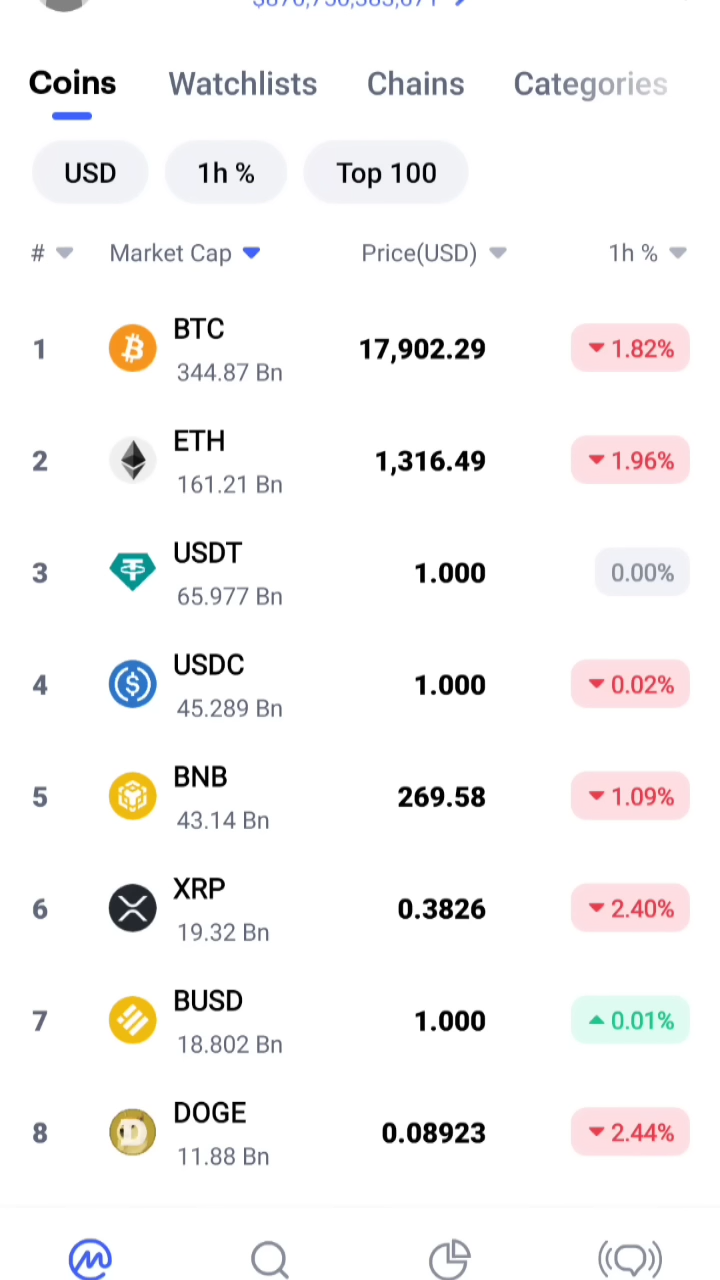 Coins Watchlists Chains Categories
USD 1h % Top 100
# Market Cap Price(USD) 1h %
1 BTC 17,902.29 1.82%
344.87 Bn
2 ETH 1,316.49 1.96%
161.21 Bn
3 USDT 1.000 0.00%
65.977 Bn
4 USDC 1.000 0.02%
45.289 Bn
5 BNB 269.58 1.09%
43.14 Bn
6 XRP 0.3826 2.40%
19.32 Bn
7 BUSD 1.000 0.01%
18.802 Bn
8 DOGE 0.08923 2.44%
11.88 Bn